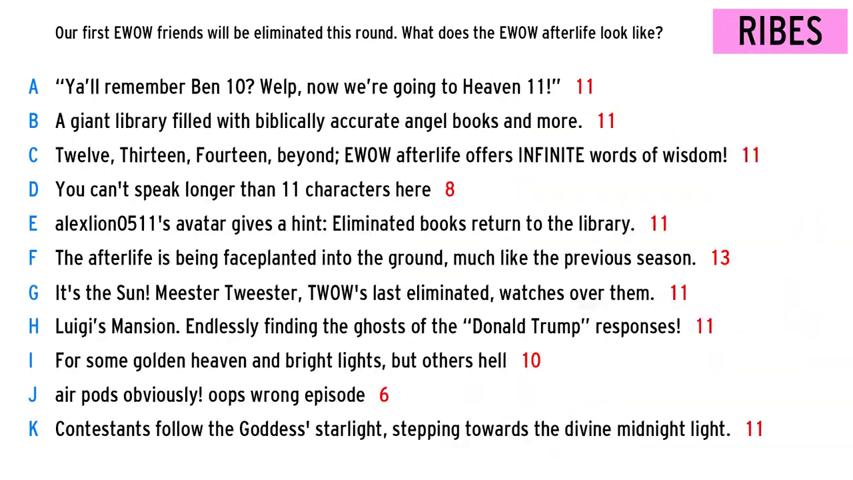 Our first EWOW friends will be eliminated this round. What does the EWOW afterlife look like?
RIBES
A “Ya’ll remember Ben 10? Welp, now we’re going to Heaven 11!” 11
B A giant library filled with biblically accurate angel books and more. 11
C Twelve, Thirteen, Fourteen, beyond; EWOW afterlife offers INFINITE words of wisdom! 11
D You can't speak longer than 11 characters here 8
E alexlion0511's avatar gives a hint: Eliminated books return to the library. 11
F The afterlife is being faceplanted into the ground, much like the previous season. 13
G It's the Sun! Meester Tweester, TWOW's last eliminated, watches over them. 11
H Luigi’s Mansion. Endlessly finding the ghosts of the “Donald Trump” responses! 11
I For some golden heaven and bright lights, but others hell 10
J air pods obviously! oops wrong episode 6
K Contestants follow the Goddess' starlight, stepping towards the divine midnight light. 11